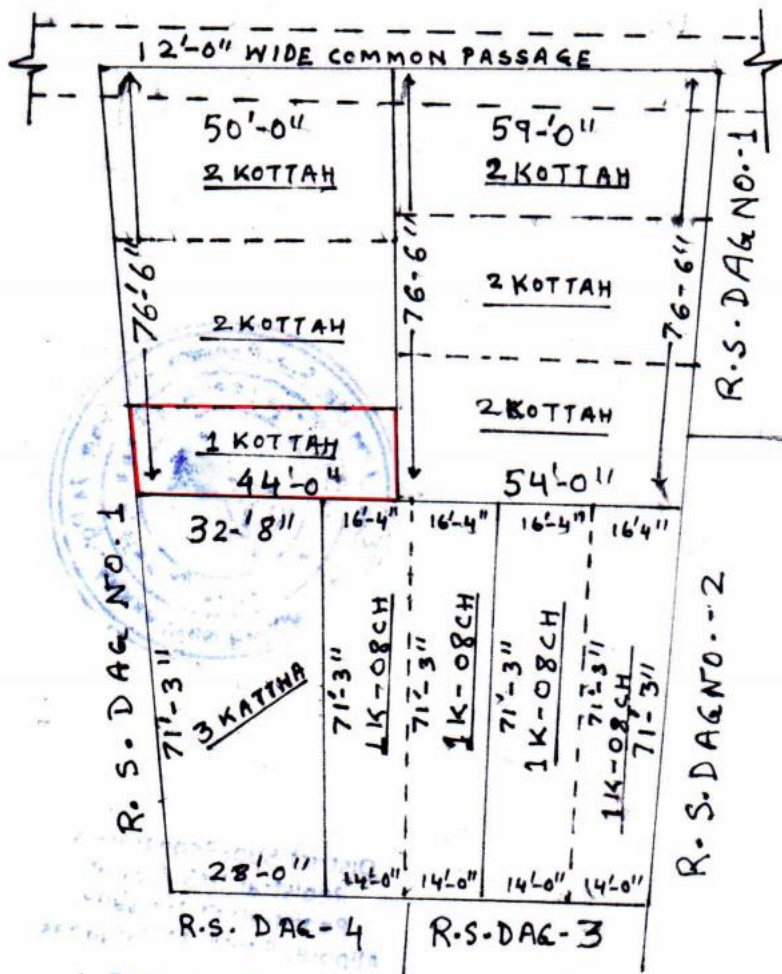 12'-0" WIDE COMMON PASSAGE
50'-0" 59'-0"
2 KOTTAH 2 KOTTAH
R.S. DAG NO.-1
76'-6" 76-6" 76-6"
2 KOTTAH 2 KOTTAH
2 KOTTAH
1 KOTTAH
44'-0" 54'-0"
32-'8" 16'-4" 16'-4" 16'-4" 16'4"
R.S. DAG NO. 1
71'-3"
3 KATTHA
71'-3"
1K-08CH
71'-3"
1K-08CH
71'-3"
1K-08CH
71'-3"
1K-08CH
71'-3"
R.S. DAG NO.-2
28'-0" 14'-0" 14'-0" 14'-0" 14'-0"
R.S. DAG-4 R.S.DAG-3